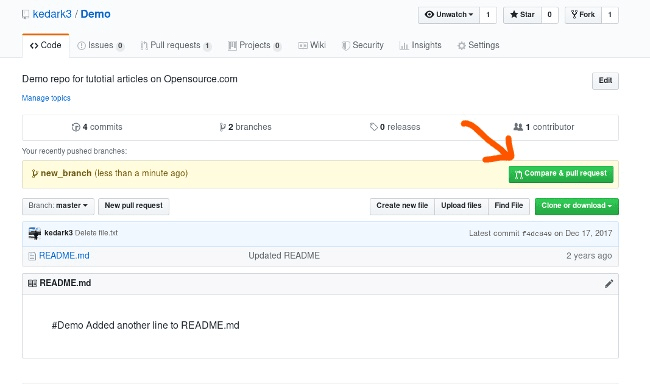 kedark3 / Demo
Unwatch 1 Star 0 Fork 1
Code Issues 0 Pull requests 1 Projects 0 Wiki Security Insights Settings
Demo repo for tutotial articles on Opensource.com Edit
Manage topics
4 commits 2 branches 0 releases 1 contributor
Your recently pushed branches:
new_branch (less than a minute ago) Compare & pull request
Branch: master New pull request Create new file Upload files Find File Clone or download
kedark3 Delete file.txt Latest commit f4dc849 on Dec 17, 2017
README.md Updated README 2 years ago
README.md
#Demo Added another line to README.md